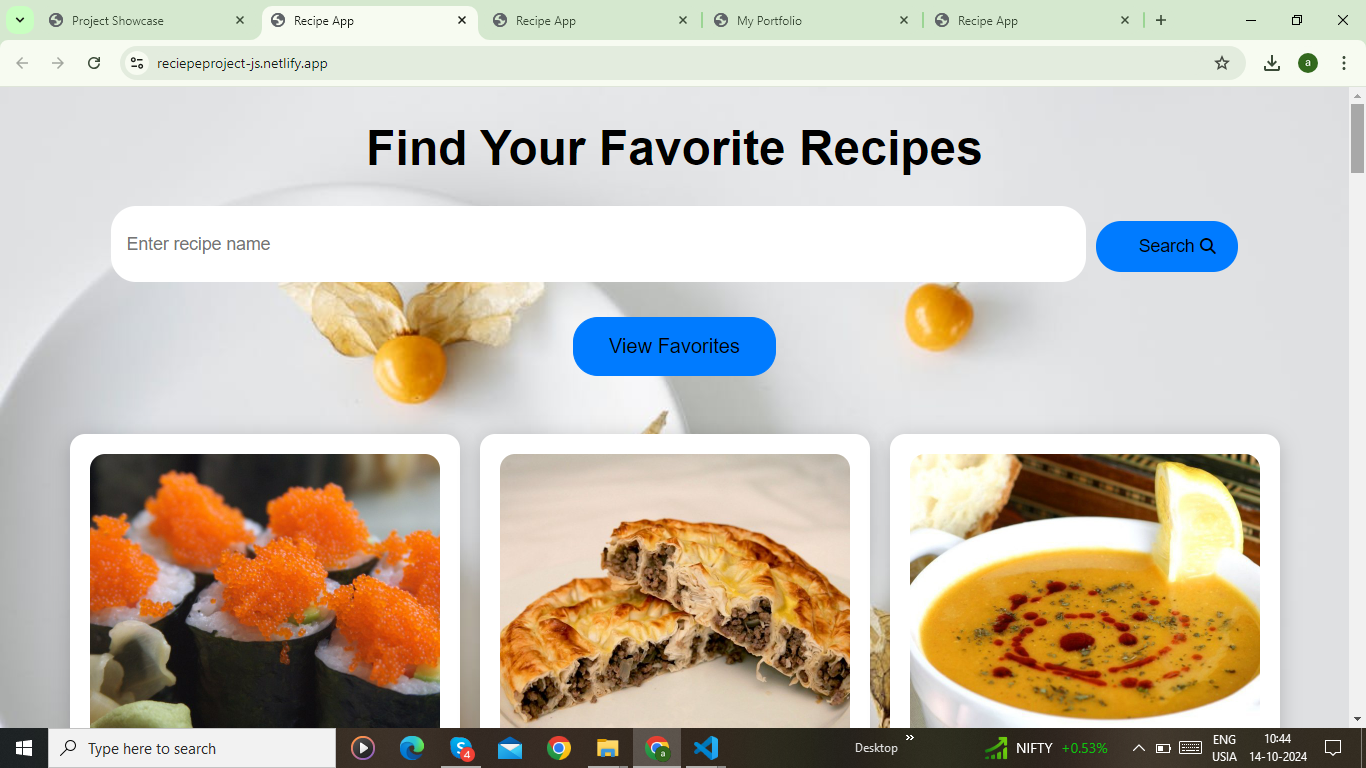 Project Showcase
Recipe App
Recipe App
My Portfolio
Recipe App
reciepeproject-js.netlify.app
a
Find Your Favorite Recipes
Enter recipe name
Search
View Favorites
Type here to search
4
a
Desktop
NIFTY +0.53%
ENG
USIA
10:44
14-10-2024